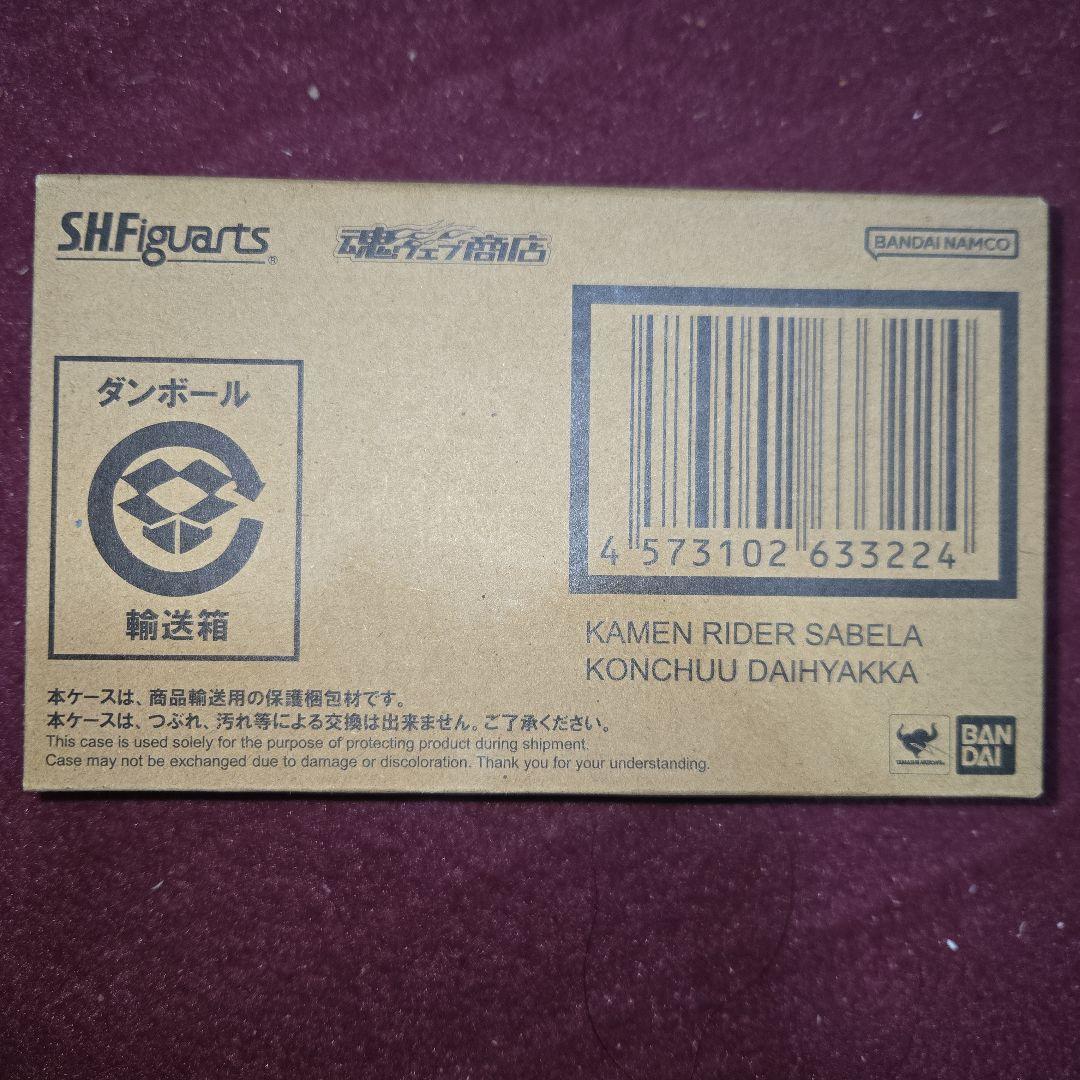 S.H.Figuarts®
魂ウェブ商店
BANDAI NAMCO
ダンボール
輸送箱
4 573102 633224
KAMEN RIDER SABELA
KONCHUU DAIHYAKKA
本ケースは、商品輸送用の保護梱包材です。
本ケースは、つぶれ、汚れ等による交換は出来ません。ご了承ください。
This case is used solely for the purpose of protecting product during shipment.
Case may not be exchanged due to damage or discoloration. Thank you for your understanding.
TAMASHII NATIONS
BAN
DAI